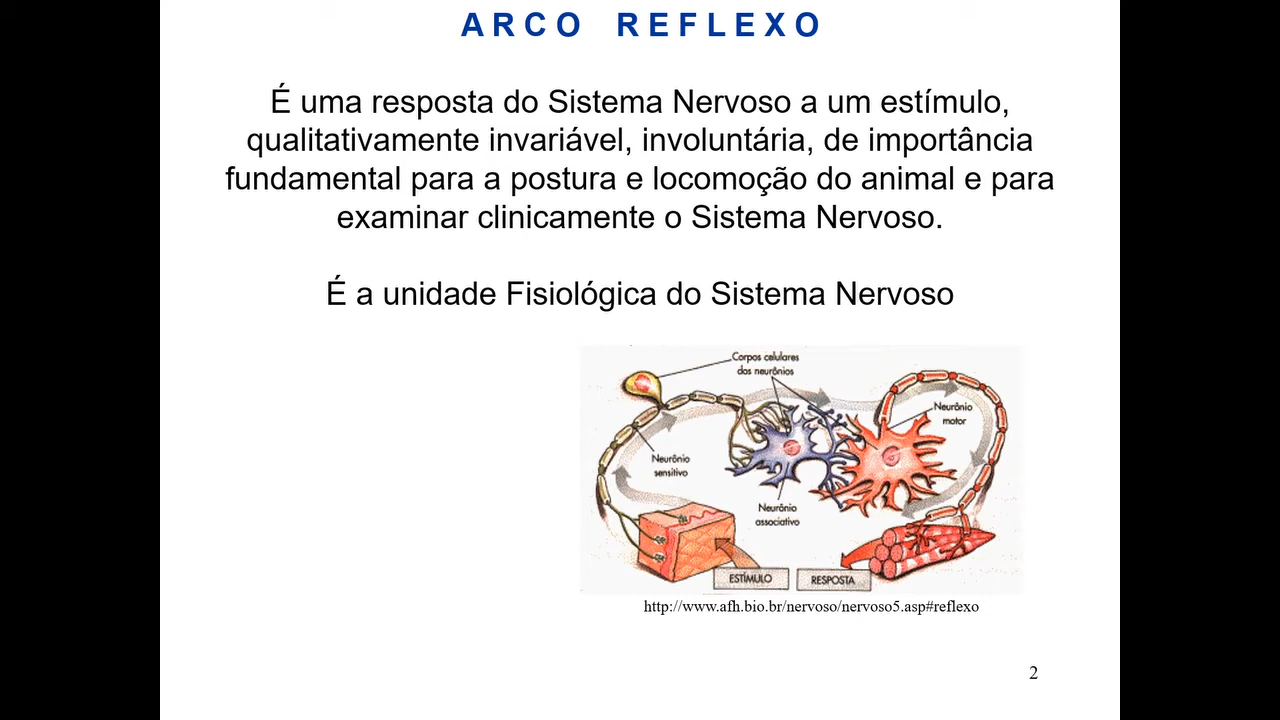 ARCO REFLEXO
É uma resposta do Sistema Nervoso a um estímulo,
qualitativamente invariável, involuntária, de importância
fundamental para a postura e locomoção do animal e para
examinar clinicamente o Sistema Nervoso.
É a unidade Fisiológica do Sistema Nervoso
Corpos celulares
dos neurônios
Neurônio
motor
Neurônio
sensitivo
Neurônio
associativo
ESTÍMULO
RESPOSTA
http://www.afh.bio.br/nervoso/nervoso5.asp#reflexo
2